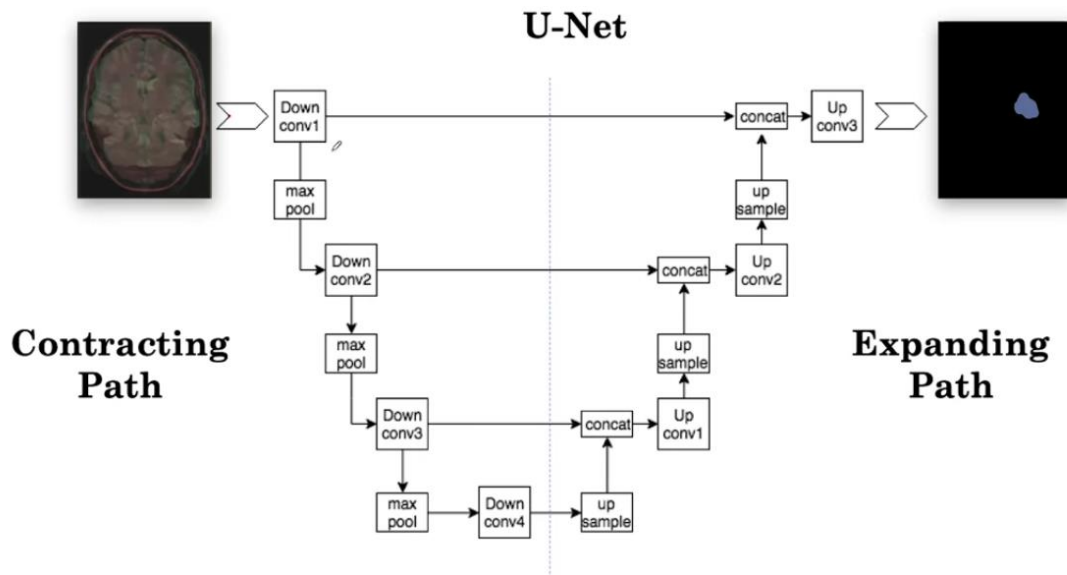 U-Net
Down
conv1
concat
Up
conv3
max
pool
up
sample
Down
conv2
concat
Up
conv2
Contracting
Path
max
pool
up
sample
Expanding
Path
Down
conv3
concat
Up
conv1
max
pool
Down
conv4
up
sample